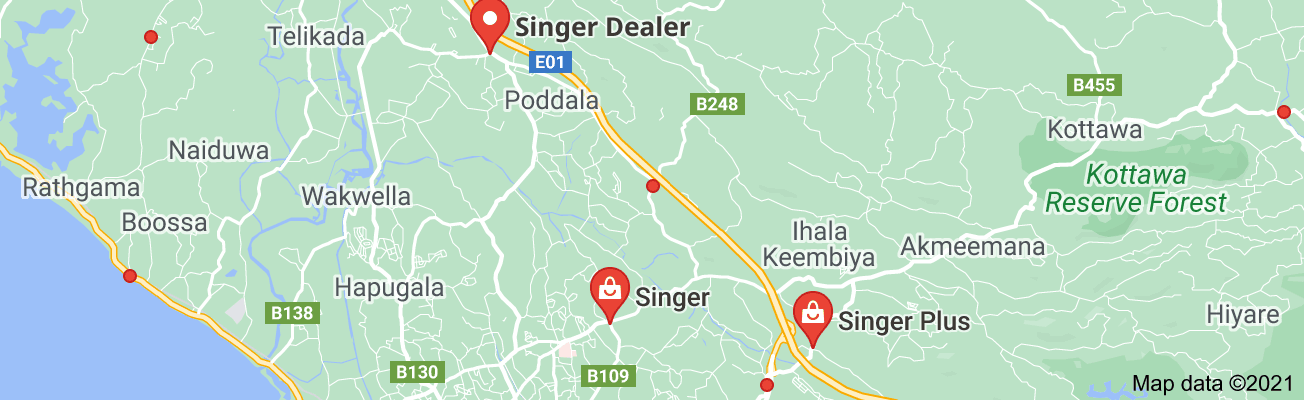 Singer Dealer
Telikada
E01
B455
Poddala
B248
Kottawa
Naiduwa
Kottawa
Reserve Forest
Rathgama
Wakwella
Boossa
Ihala
Keembiya
Akmeemana
Hapugala
Singer
B138
Singer Plus
Hiyare
B130
B109
Map data ©2021